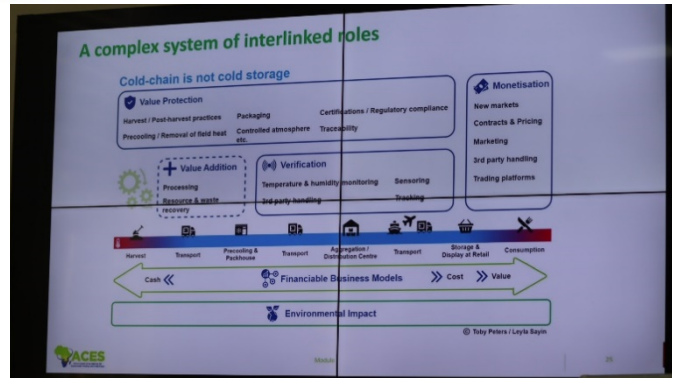 A complex system of interlinked roles
Cold-chain is not cold storage
Value Protection
Harvest / Post-harvest practices
Packaging
Certifications / Regulatory compliance
Precooling / Removal of field heat
Controlled atmosphere etc.
Traceability
Monetisation
New markets
Contracts & Pricing
Marketing
3rd party handling
Trading platforms
Value Addition
Processing
Resource & waste
recovery
Verification
Temperature & humidity monitoring
Sensoring
3rd party handling
Tracking
Harvest
Transport
Precooling &
Packhouse
Transport
Aggregation /
Distribution Centre
Transport
Storage &
Display at Retail
Consumption
Cash
Financiable Business Models
Cost
Value
Environmental Impact
© Toby Peters / Leyla Sayin
ACES
Module
25